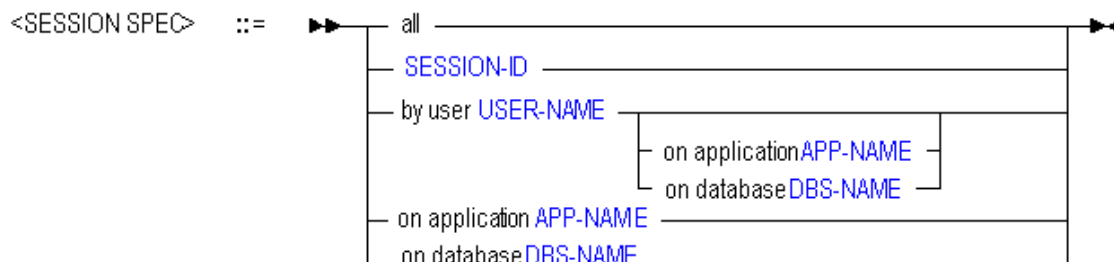 <SESSION SPEC> ::= all
SESSION-ID
by user USER-NAME
on application APP-NAME
on database DBS-NAME
on application APP-NAME
on database DBS-NAME